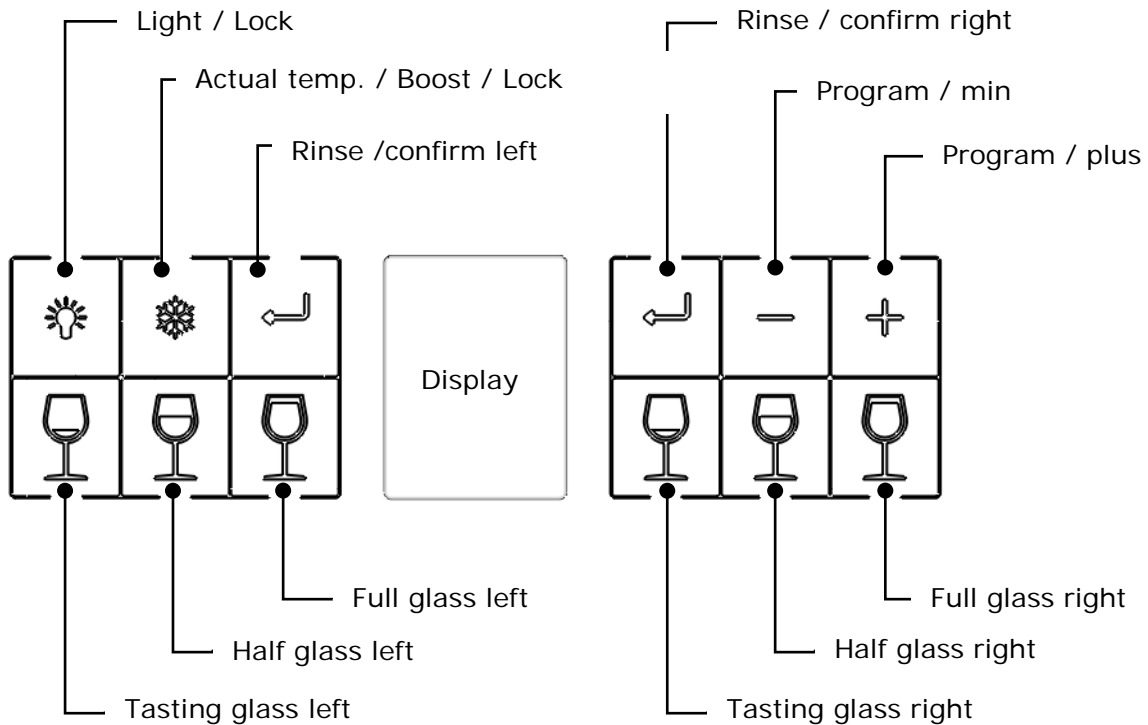 Light / Lock
Rinse / confirm right
Actual temp. / Boost / Lock
Program / min
Rinse /confirm left
Program / plus
Display
Full glass left
Full glass right
Half glass left
Half glass right
Tasting glass left
Tasting glass right